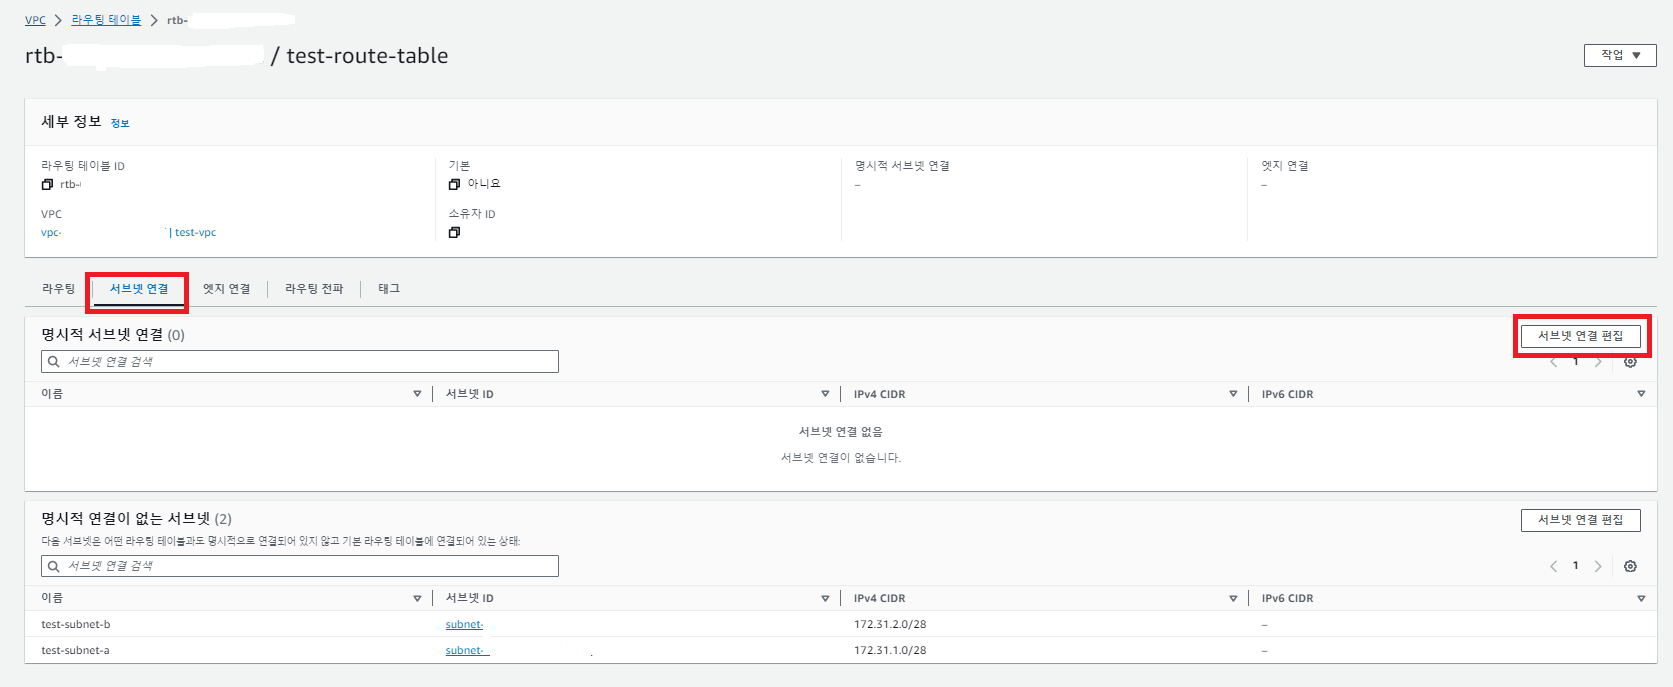 VPC > 라우팅 테이블 > rtb-
rtb- / test-route-table
작업
세부 정보 정보
라우팅 테이블 ID
rtb-
기본
아니요
명시적 서브넷 연결
–
엣지 연결
–
VPC
vpc- | test-vpc
소유자 ID
라우팅 서브넷 연결 엣지 연결 라우팅 전파 태그
명시적 서브넷 연결 (0)
서브넷 연결 편집
서브넷 연결 검색
1
이름 서브넷 ID IPv4 CIDR IPv6 CIDR
서브넷 연결 없음
서브넷 연결이 없습니다.
명시적 연결이 없는 서브넷 (2)
서브넷 연결 편집
다음 서브넷은 어떤 라우팅 테이블과도 명시적으로 연결되어 있지 않고 기본 라우팅 테이블에 연결되어 있는 상태:
서브넷 연결 검색
1
이름 서브넷 ID IPv4 CIDR IPv6 CIDR
test-subnet-b subnet- 172.31.2.0/28 –
test-subnet-a subnet- 172.31.1.0/28 –